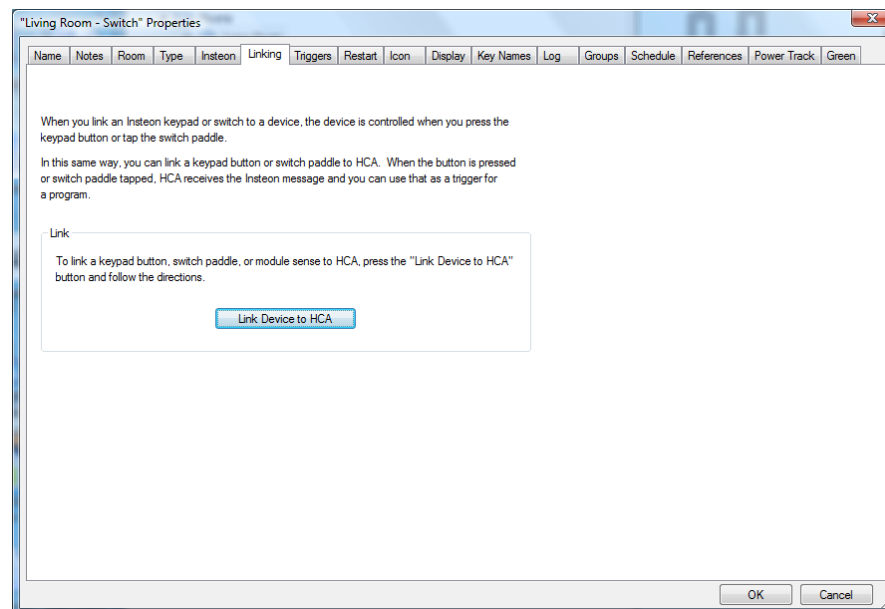 "Living Room - Switch" Properties
Name Notes Room Type Insteon Linking Triggers Restart Icon Display Key Names Log Groups Schedule References Power Track Green
When you link an Insteon keypad or switch to a device, the device is controlled when you press the
keypad button or tap the switch paddle.
In this same way, you can link a keypad button or switch paddle to HCA. When the button is pressed
or switch paddle tapped, HCA receives the Insteon message and you can use that as a trigger for
a program.
Link
To link a keypad button, switch paddle, or module sense to HCA, press the "Link Device to HCA"
button and follow the directions.
Link Device to HCA
OK Cancel